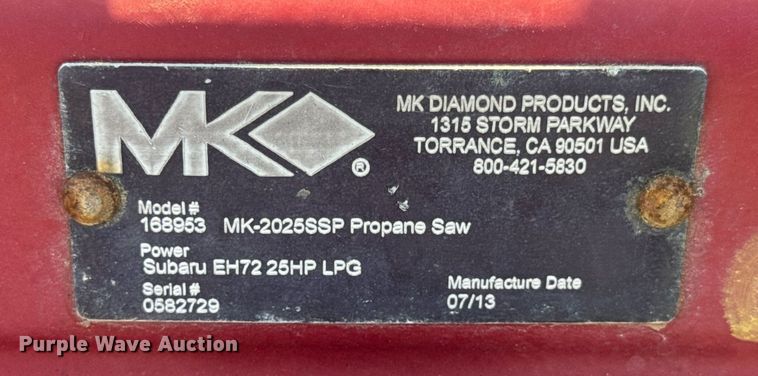 MK
®
MK DIAMOND PRODUCTS, INC.
1315 STORM PARKWAY
TORRANCE, CA 90501 USA
800-421-5830
Model #
168953 MK-2025SSP Propane Saw
Power
Subaru EH72 25HP LPG
Serial #
0582729
Manufacture Date
07/13
Purple Wave Auction